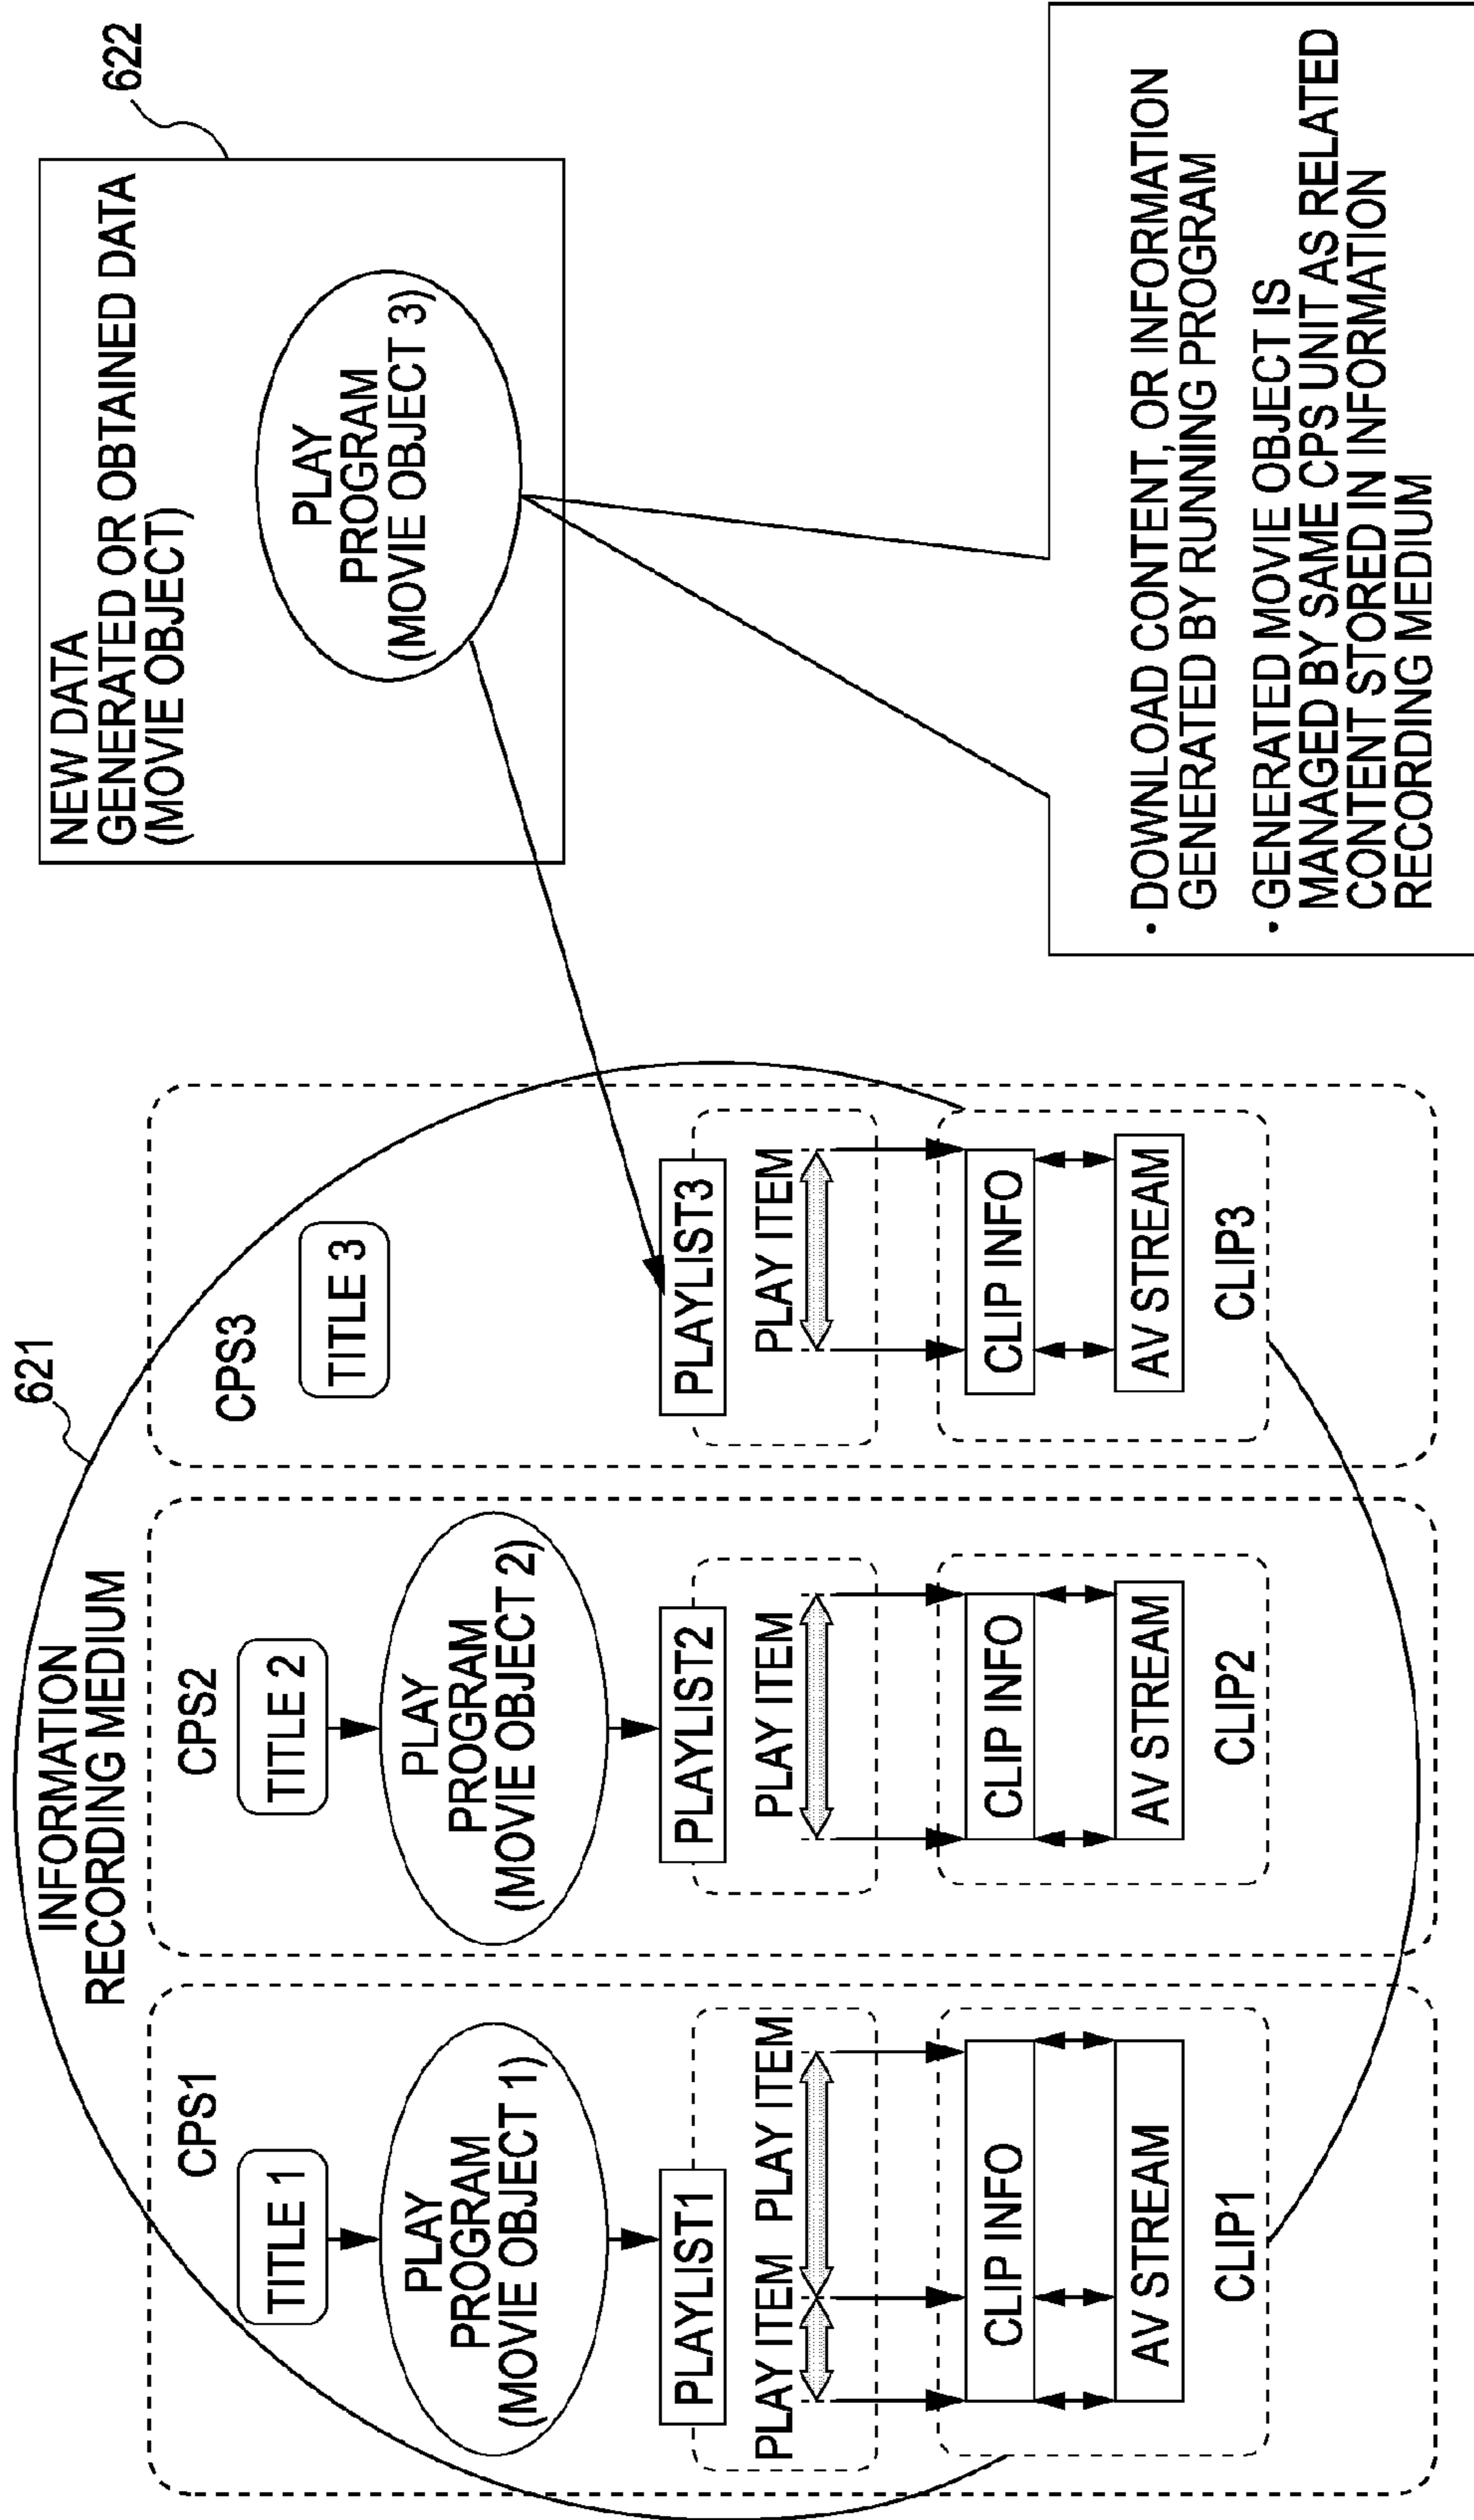 621
INFORMATION
RECORDING MEDIUM
CPS1
TITLE 1
PLAY
PROGRAM
(MOVIE OBJECT 1)
PLAYLIST1
PLAY ITEM
PLAY ITEM
CLIP INFO
AV STREAM
CLIP1
CPS2
TITLE 2
PLAY
PROGRAM
(MOVIE OBJECT 2)
PLAYLIST2
PLAY ITEM
CLIP INFO
AV STREAM
CLIP2
CPS3
TITLE 3
PLAYLIST3
PLAY ITEM
CLIP INFO
AV STREAM
CLIP3
622
NEW DATA
GENERATED OR OBTAINED DATA
(MOVIE OBJECT)
PLAY
PROGRAM
(MOVIE OBJECT 3)
• DOWNLOAD CONTENT, OR INFORMATION
GENERATED BY RUNNING PROGRAM
• GENERATED MOVIE OBJECT IS
MANAGED BY SAME CPS UNIT AS RELATED
CONTENT STORED IN INFORMATION
RECORDING MEDIUM